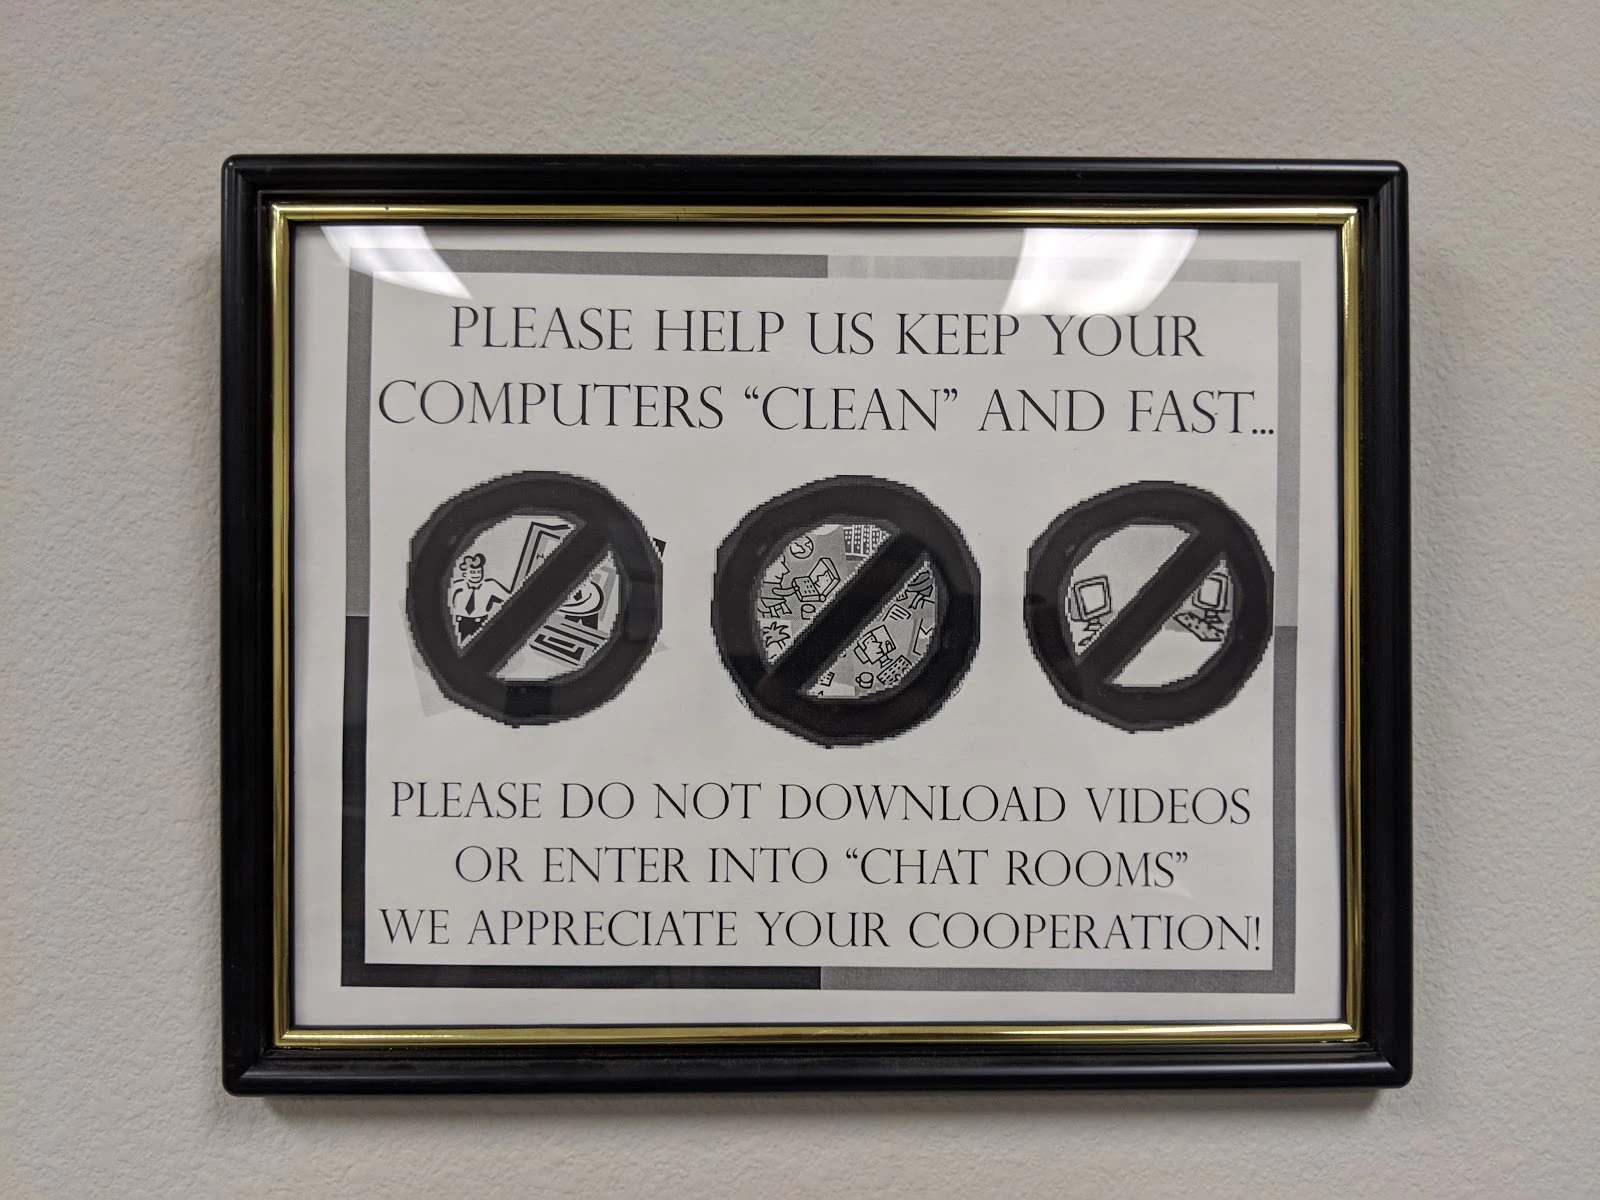 PLEASE HELP US KEEP YOUR
COMPUTERS “CLEAN” AND FAST...
PLEASE DO NOT DOWNLOAD VIDEOS
OR ENTER INTO “CHAT ROOMS”
WE APPRECIATE YOUR COOPERATION!